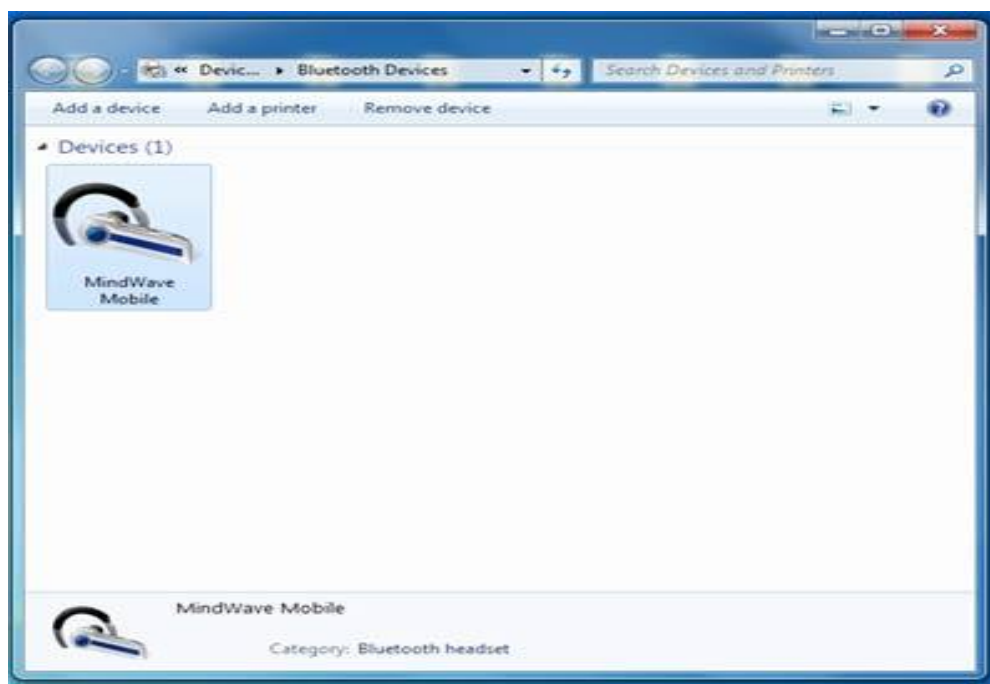 « Devic... ▸ Bluetooth Devices Search Devices and Printers
Add a device Add a printer Remove device
Devices (1)
MindWave
Mobile
MindWave Mobile
Category: Bluetooth headset